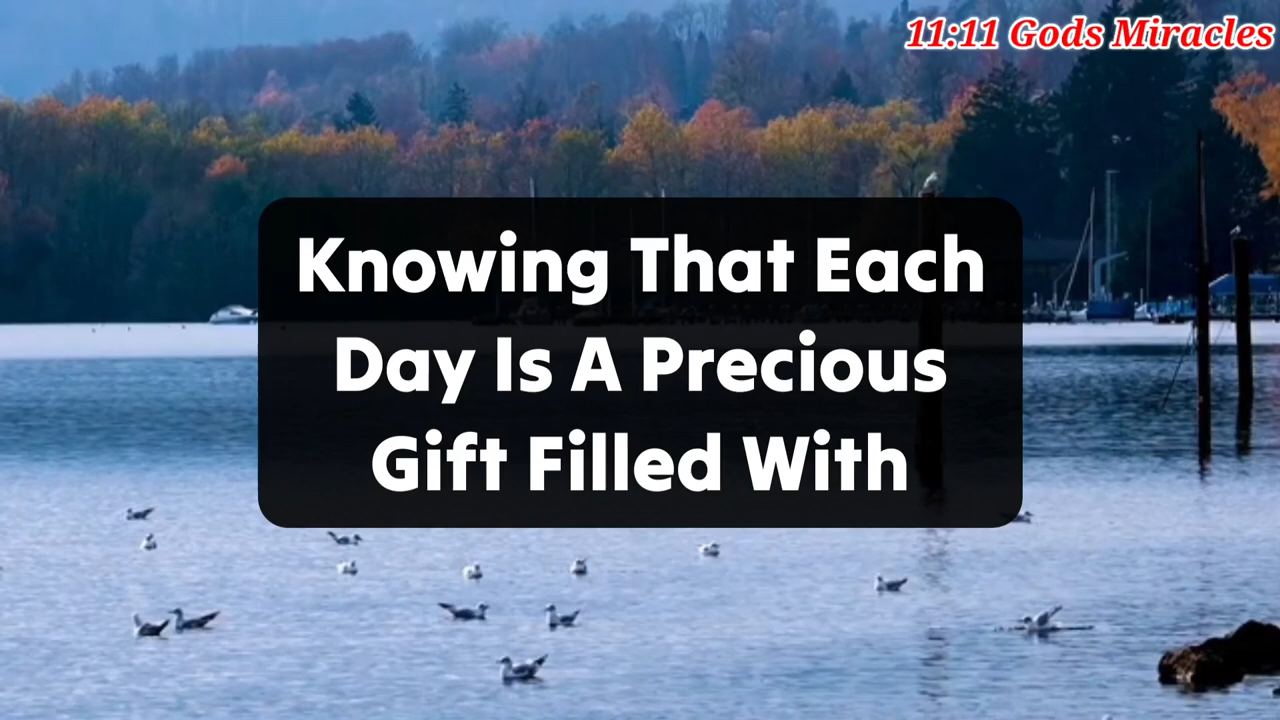 11:11 Gods Miracles
Knowing That Each
Day Is A Precious
Gift Filled With